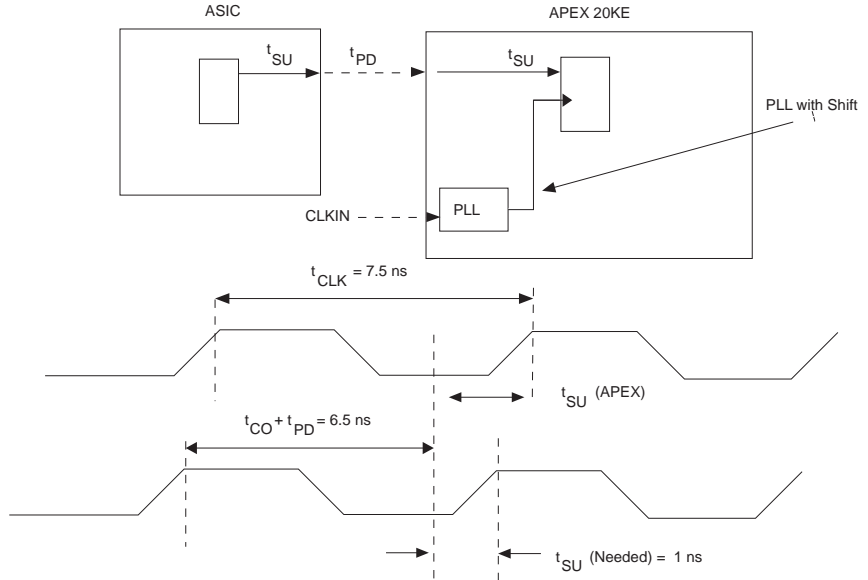 ASIC
APEX 20KE
tSU
tPD
tSU
PLL with Shift
CLKIN
PLL
tCLK = 7.5 ns
tSU (APEX)
tCO + tPD = 6.5 ns
tSU (Needed) = 1 ns